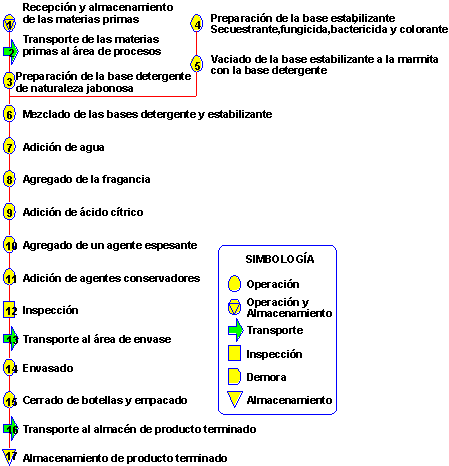 1 Recepción y almacenamiento
de las materias primas
2 Transporte de las materias
primas al área de procesos
3 Preparación de la base detergente
de naturaleza jabonosa
4 Preparación de la base estabilizante
Secuestrante,fungicida,bactericida y colorante
5 Vaciado de la base estabilizante a la marmita
con la base detergente
6 Mezclado de las bases detergente y estabilizante
7 Adición de agua
8 Agregado de la fragancia
9 Adición de ácido cítrico
10 Agregado de un agente espesante
11 Adición de agentes conservadores
12 Inspección
13 Transporte al área de envase
14 Envasado
15 Cerrado de botellas y empacado
16 Transporte al almacén de producto terminado
17 Almacenamiento de producto terminado
SIMBOLOGÍA
Operación
Operación y
Almacenamiento
Transporte
Inspección
Demora
Almacenamiento